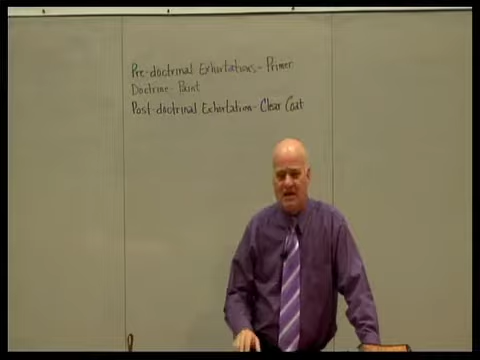 Pre-doctrinal Exhortations - Primer
Doctrine - Paint
Post-doctrinal Exhortation - Clear Coat